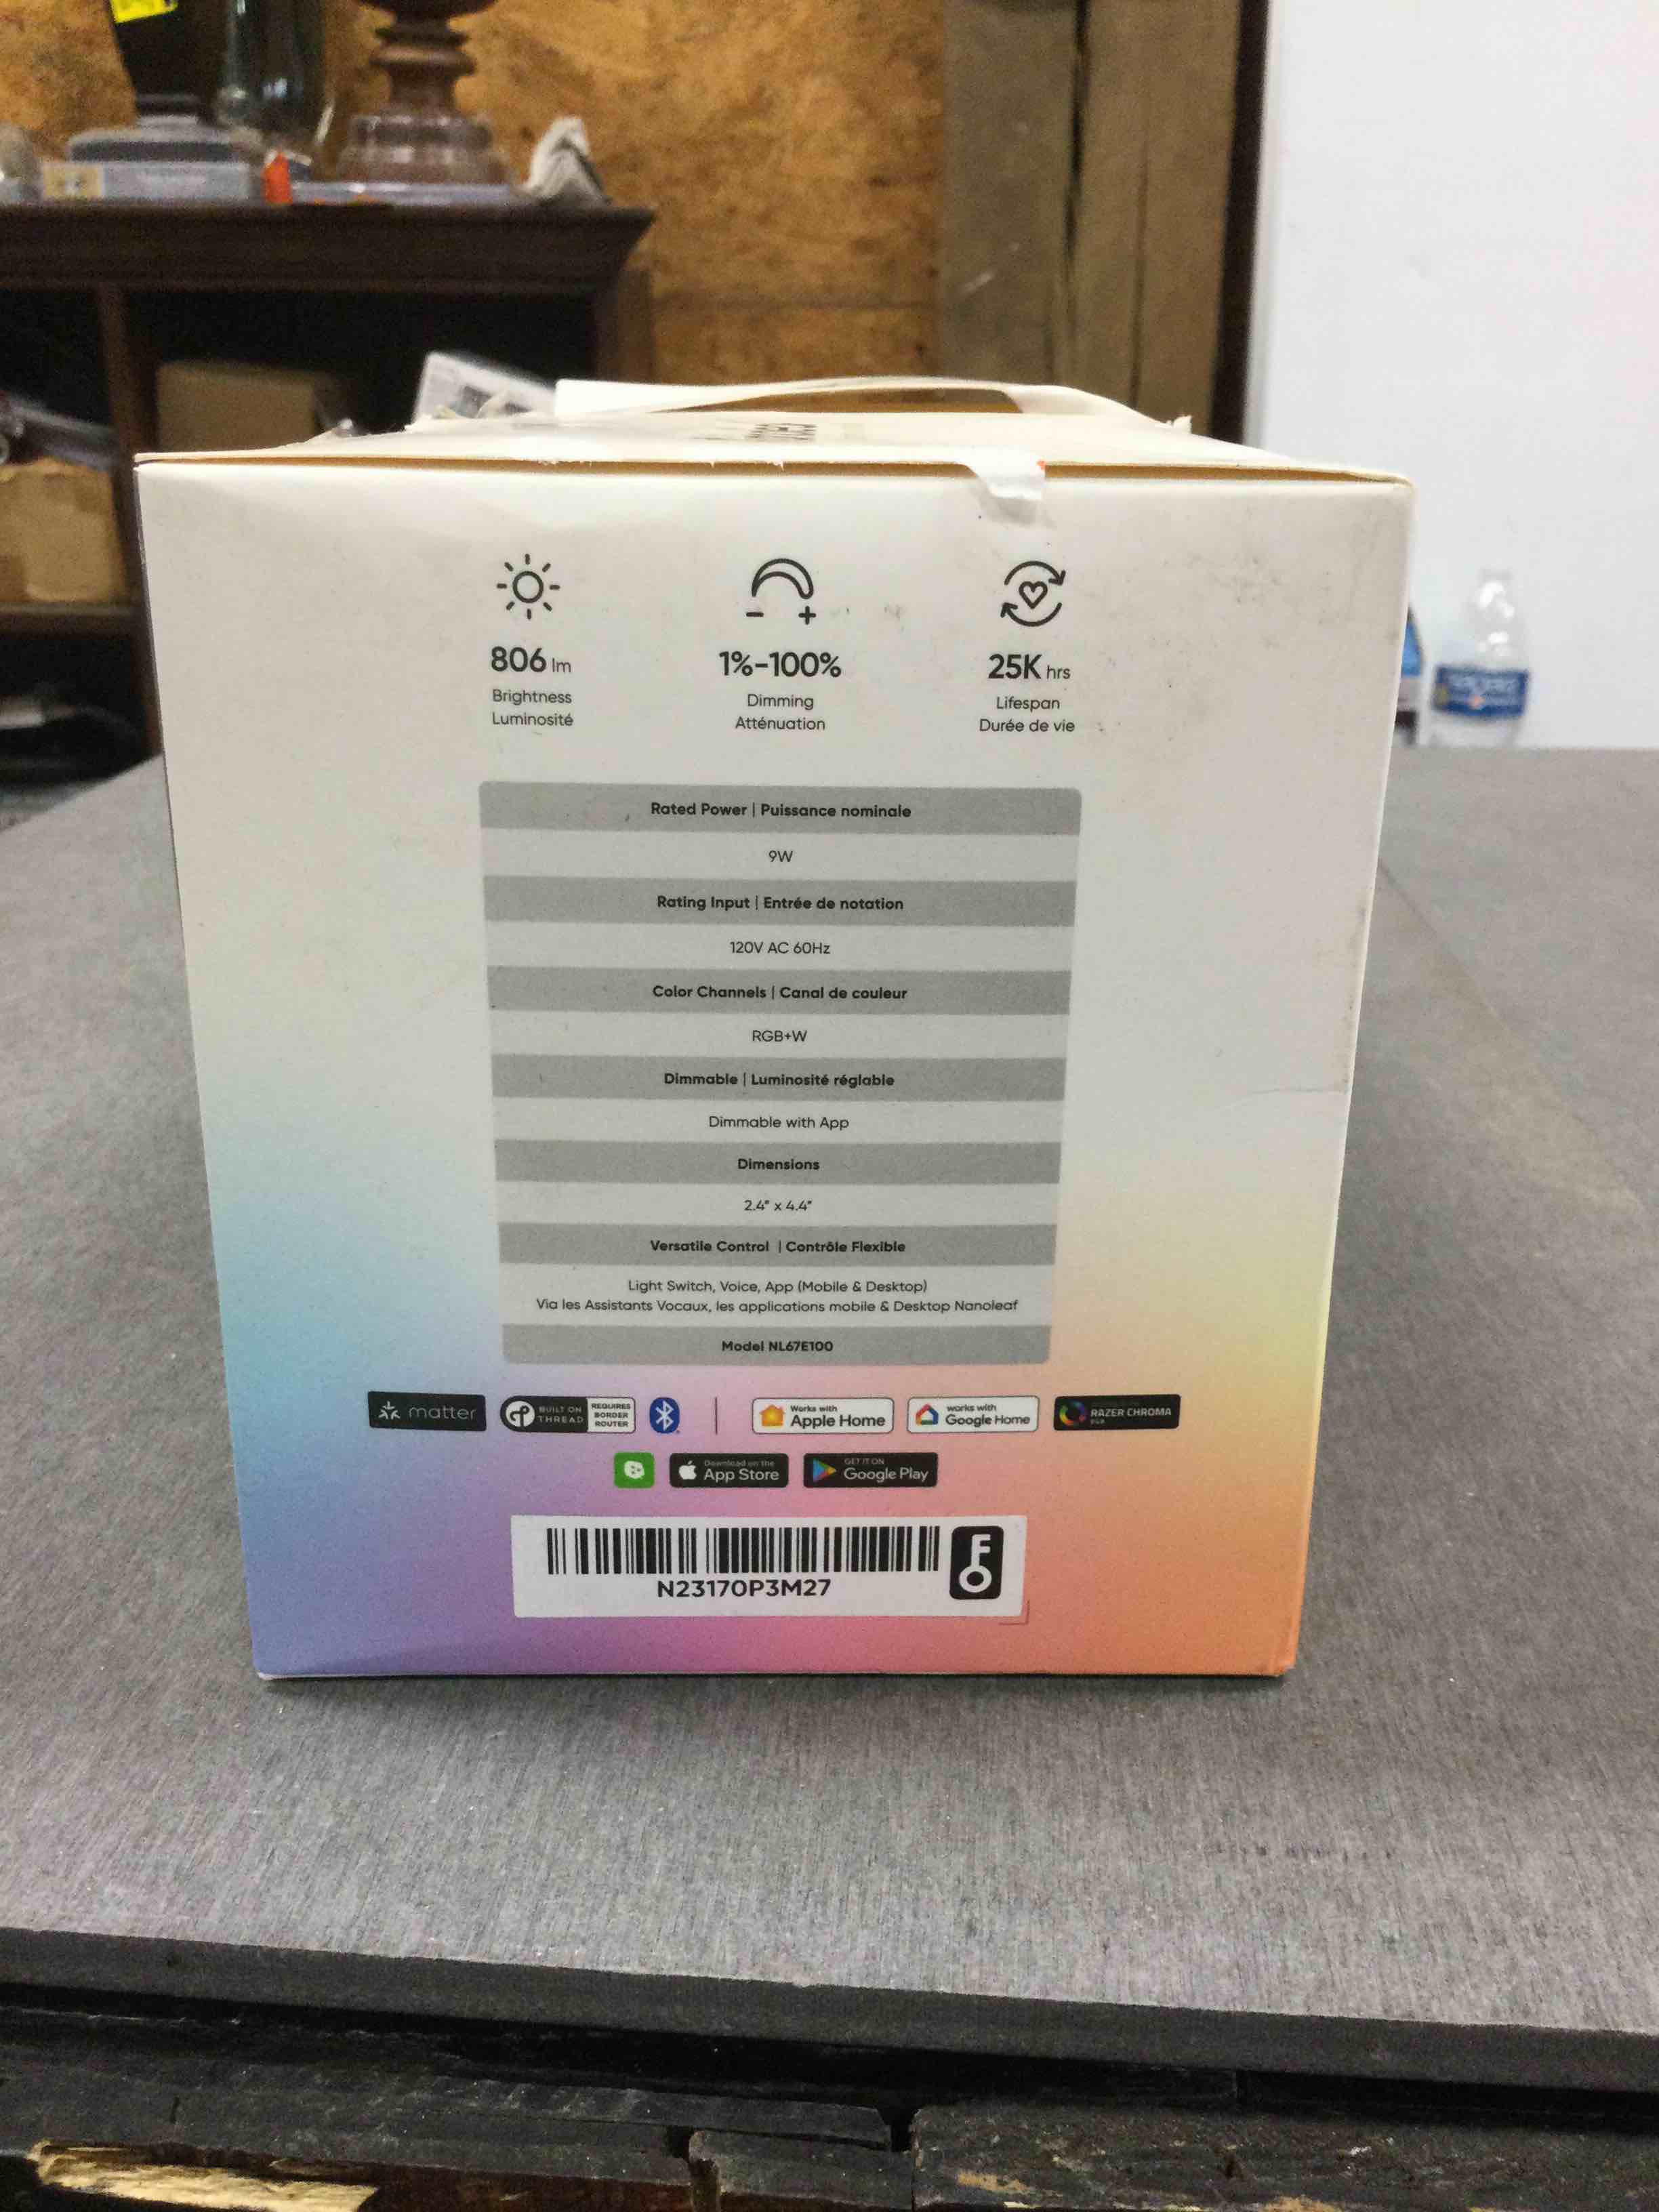 806 lm
Brightness
Luminosité
1%-100%
Dimming
Atténuation
25K hrs
Lifespan
Durée de vie
Rated Power | Puissance nominale
9W
Rating Input | Entrée de notation
120V AC 60Hz
Color Channels | Canal de couleur
RGB+W
Dimmable | Luminosité réglable
Dimmable with App
Dimensions
2.4" x 4.4"
Versatile Control | Contrôle Flexible
Light Switch, Voice, App (Mobile & Desktop)
Via les Assistants Vocaux, les applications mobile & Desktop Nanoleaf
Model NL67E100
matter
BUILT ON
THREAD
REQUIRES
BORDER
ROUTER
Works with
Apple Home
works with
Google Home
RAZER CHROMA
RGB
Download on the
App Store
GET IT ON
Google Play
N23170P3M27